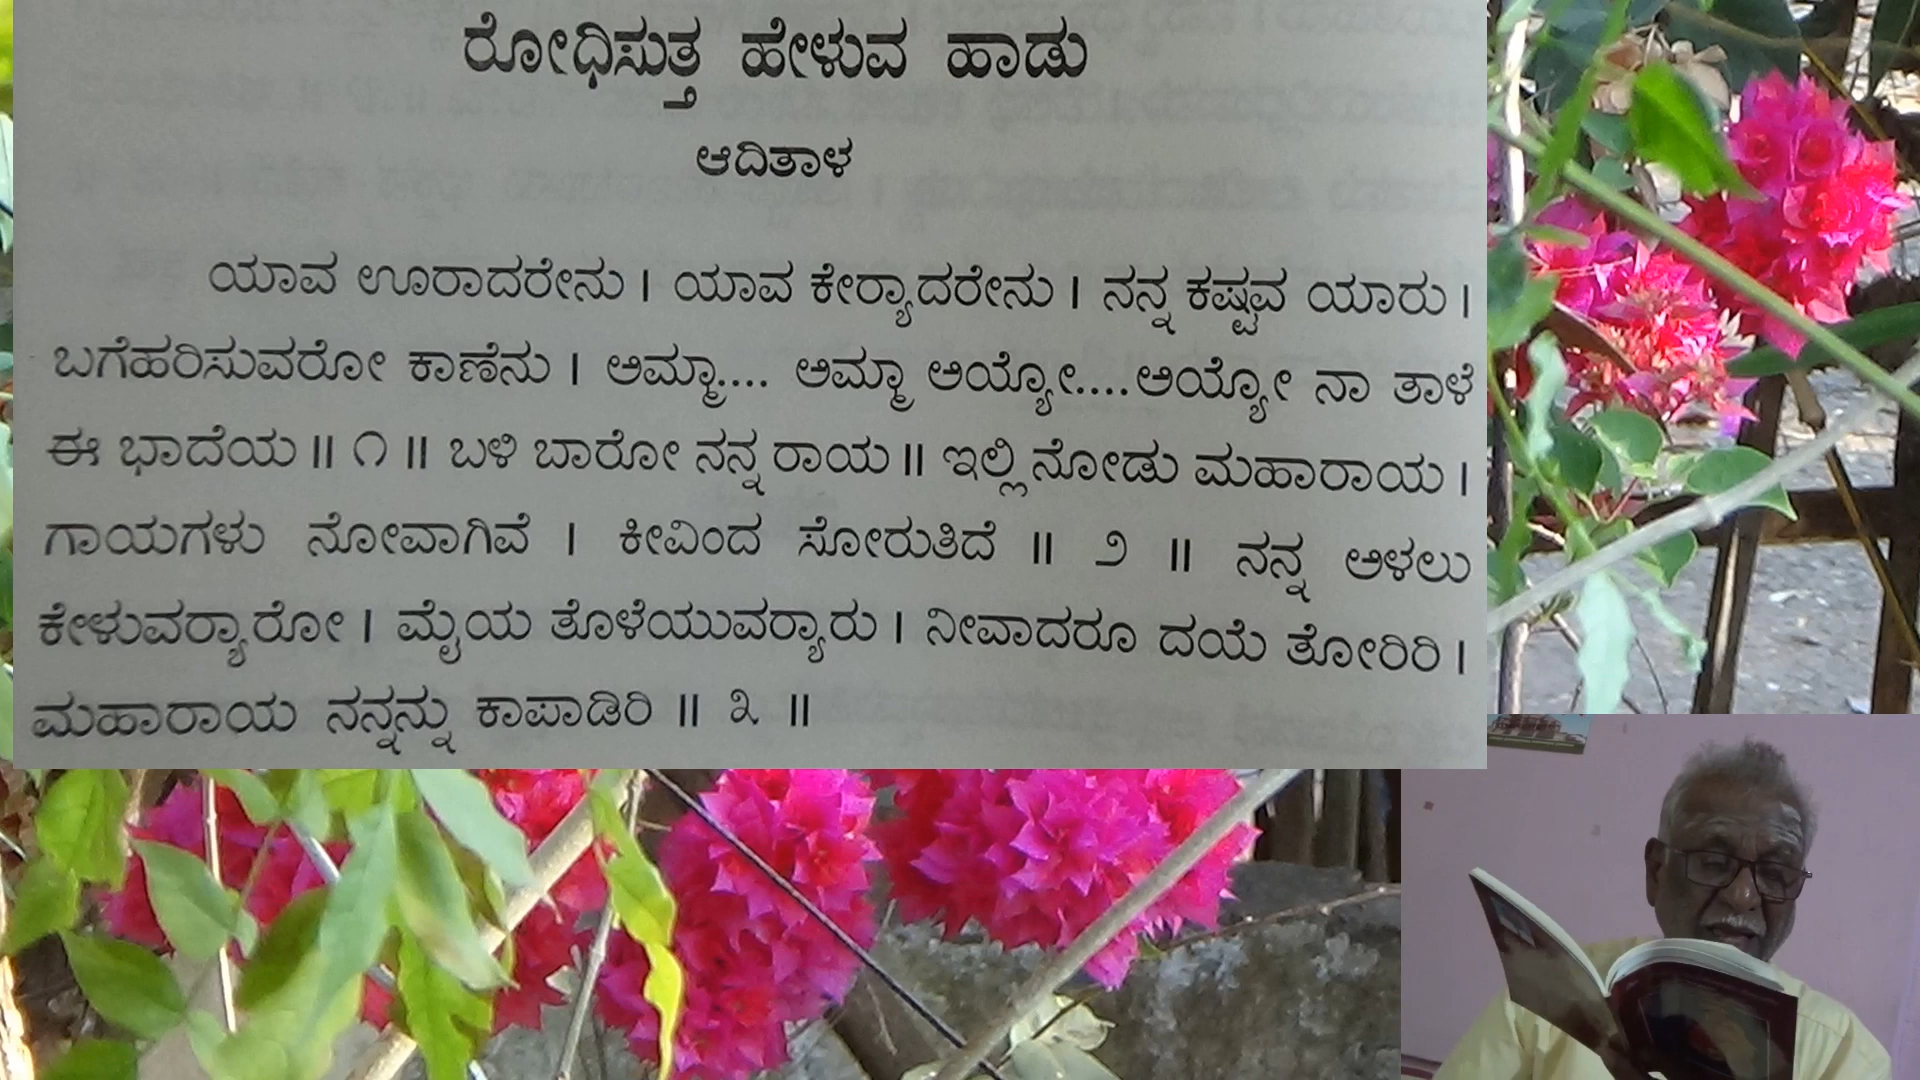 ರೋಧಿಸುತ್ತ ಹೇಳುವ ಹಾಡು
ಆದಿತಾಳ
ಯಾವ ಊರಾದರೇನು । ಯಾವ ಕೇರ‍್ಯಾದರೇನು । ನನ್ನ ಕಷ್ಟವ ಯಾರು ।
ಬಗೆಹರಿಸುವರೋ ಕಾಣೆನು । ಅಮ್ಮಾ.... ಅಮ್ಮಾ ಅಯ್ಯೋ....ಅಯ್ಯೋ ನಾ ತಾಳೆ
ಈ ಭಾದೆಯ ॥ ೧ ॥ ಬಳಿ ಬಾರೋ ನನ್ನ ರಾಯ ॥ ಇಲ್ಲಿ ನೋಡು ಮಹಾರಾಯ ।
ಗಾಯಗಳು ನೋವಾಗಿವೆ । ಕೀವಿಂದ ಸೋರುತಿದೆ ॥ ೨ ॥ ನನ್ನ ಅಳಲು
ಕೇಳುವರ‍್ಯಾರೋ । ಮೈಯ ತೊಳೆಯುವರ‍್ಯಾರು । ನೀವಾದರೂ ದಯೆ ತೋರಿರಿ ।
ಮಹಾರಾಯ ನನ್ನನ್ನು ಕಾಪಾಡಿರಿ ॥ ೩ ॥